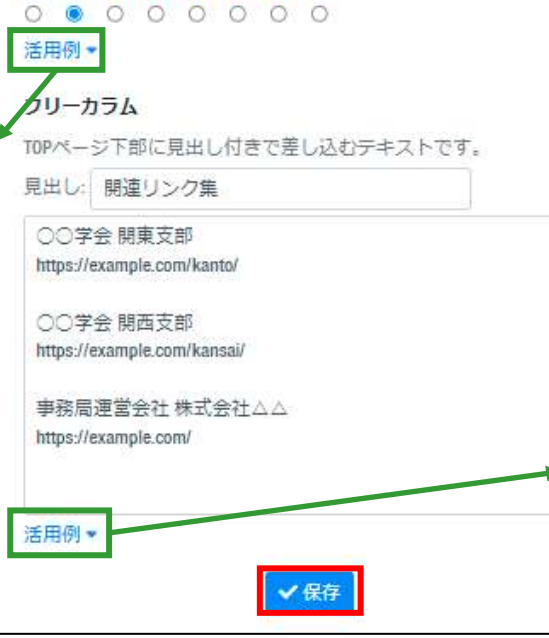 活用例
フリーカラム
TOPページ下部に見出し付きで差し込むテキストです。
見出し: 関連リンク集
〇〇学会 関東支部
https://example.com/kanto/
〇〇学会 関西支部
https://example.com/kansai/
事務局運営会社 株式会社△△
https://example.com/
活用例
保存